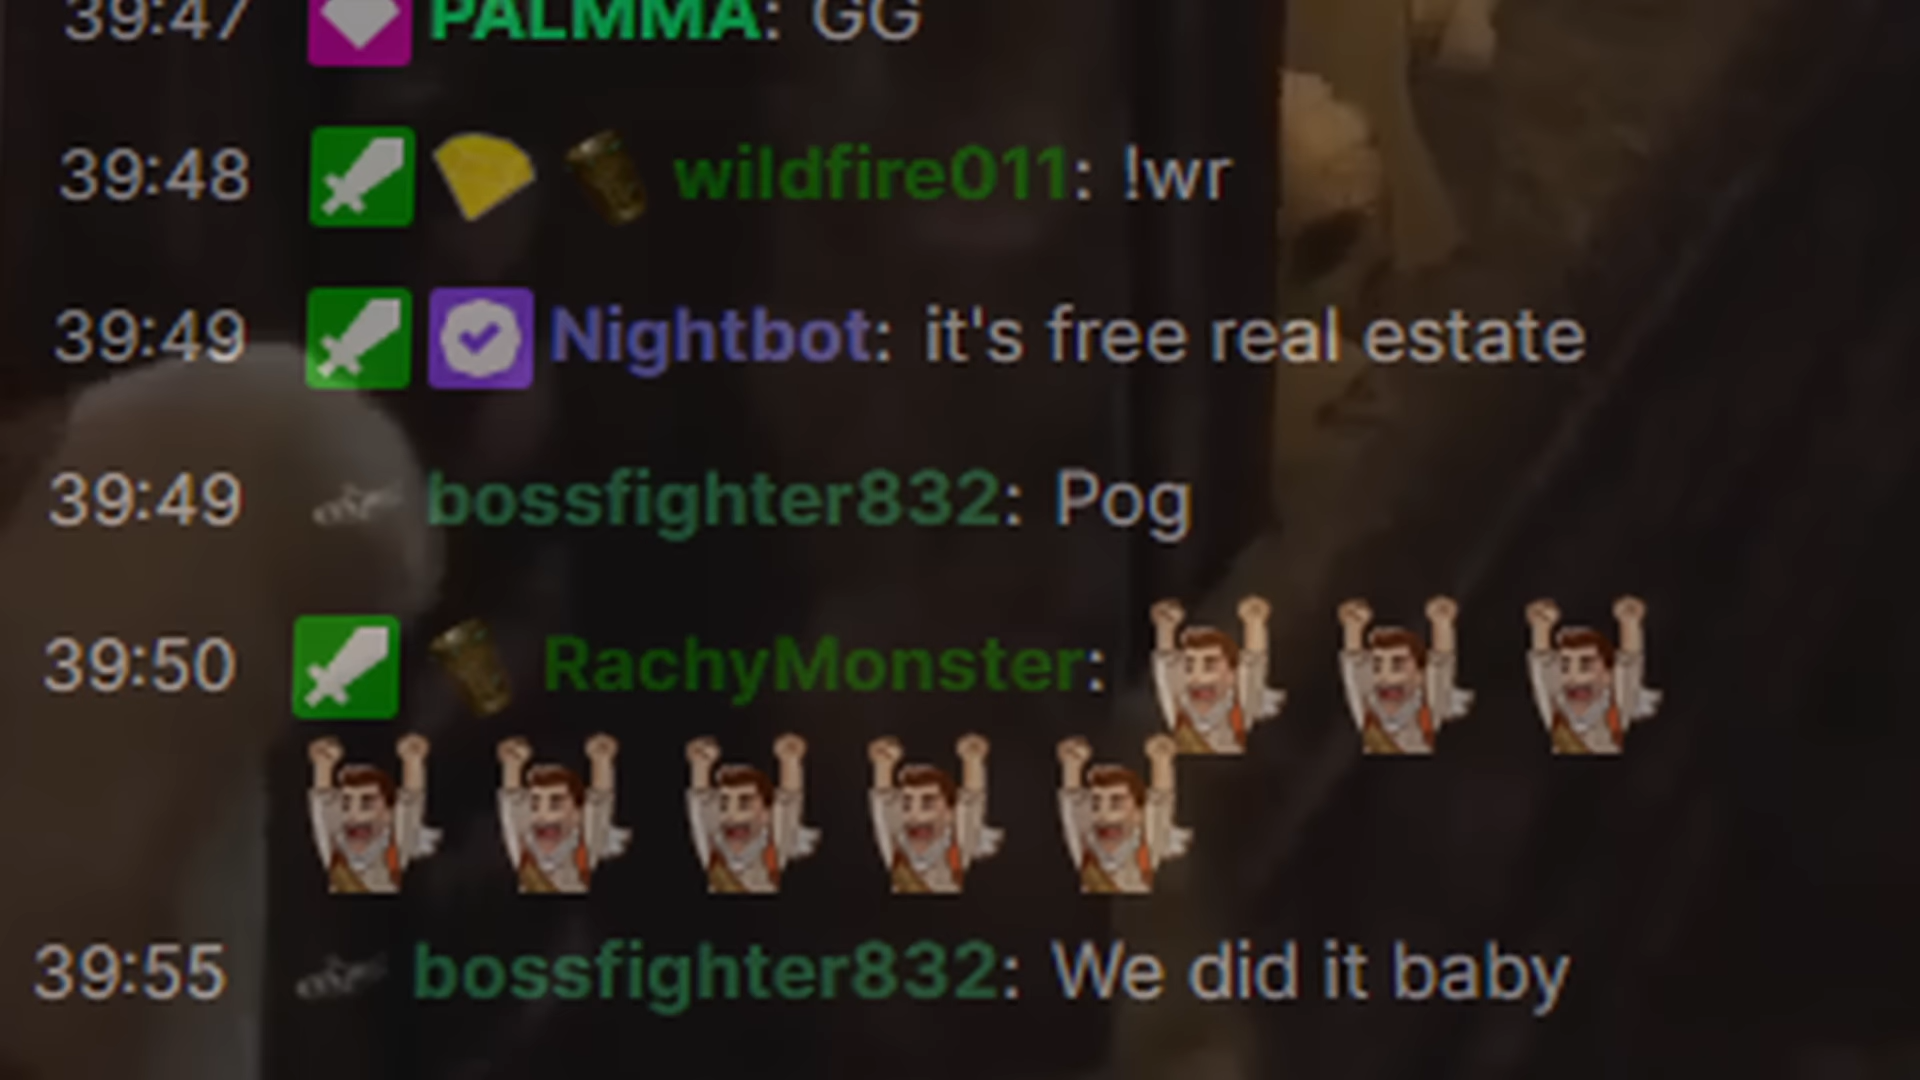 39:47 PALMMA: GG
39:48 wildfire011: !wr
39:49 Nightbot: it's free real estate
39:49 bossfighter832: Pog
39:50 RachyMonster:
39:55 bossfighter832: We did it baby